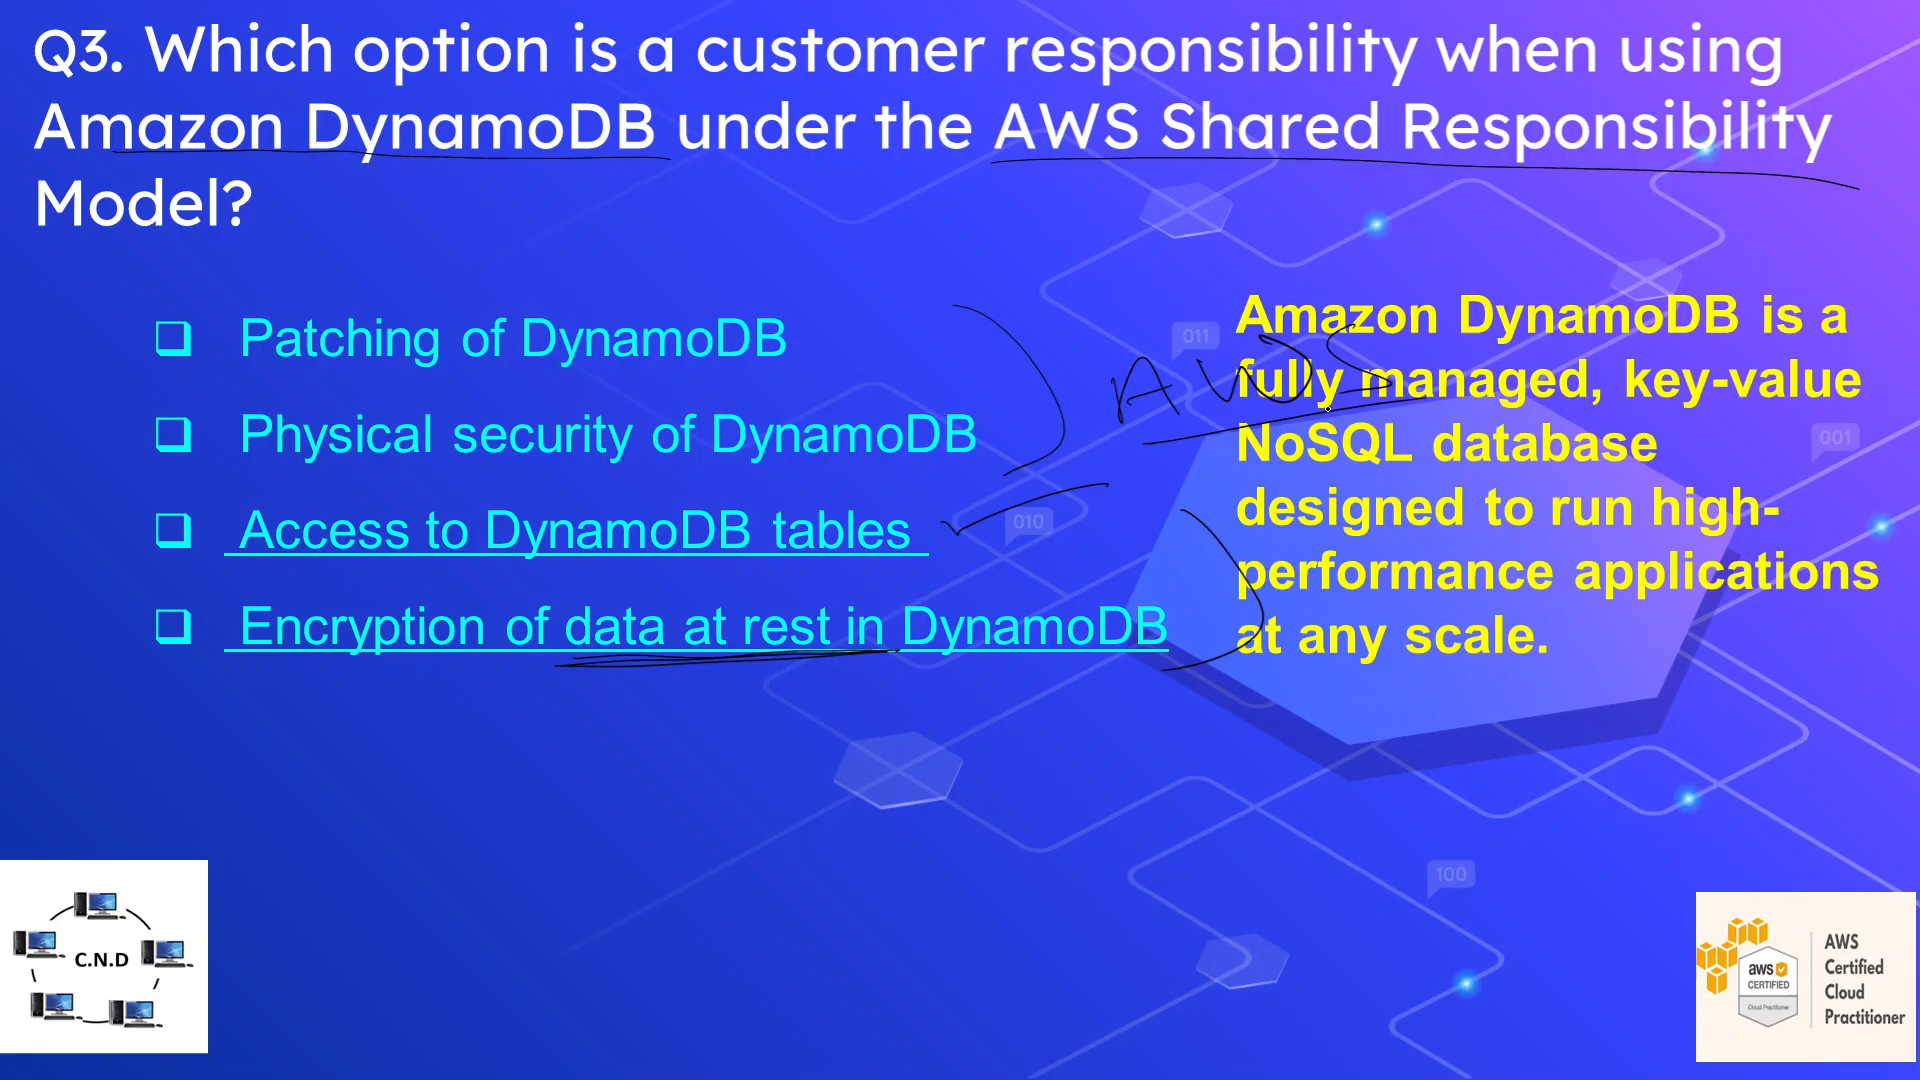 Q3. Which option is a customer responsibility when using
Amazon DynamoDB under the AWS Shared Responsibility
Model?
❑ Patching of DynamoDB
❑ Physical security of DynamoDB
❑ Access to DynamoDB tables
❑ Encryption of data at rest in DynamoDB
AWS
Amazon DynamoDB is a
fully managed, key-value
NoSQL database
designed to run high-
performance applications
at any scale.
011
001
010
100
C.N.D
aws
CERTIFIED
Cloud Practitioner
AWS
Certified
Cloud
Practitioner